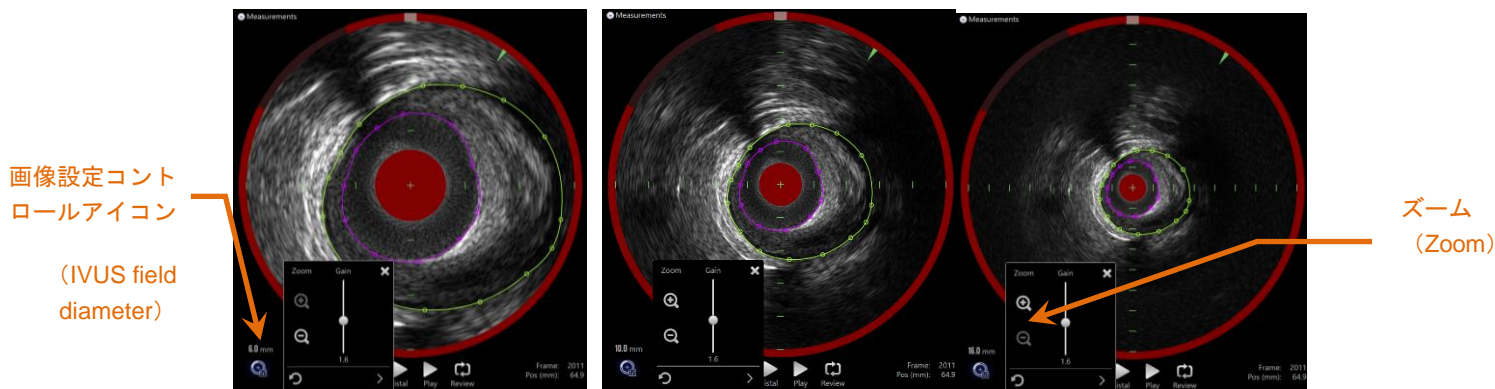 画像設定コント
ロールアイコン
（IVUS field
diameter）
Measurements
Zoom Gain
1.6
6.0 mm
istal Play Review
Frame: 2011
Pos (mm): 64.9
Measurements
Zoom Gain
1.6
10.0 mm
istal Play Review
Frame: 2011
Pos (mm): 64.9
Measurements
Zoom Gain
1.6
16.0 mm
istal Play Review
Frame: 2011
Pos (mm): 64.9
ズーム
（Zoom）